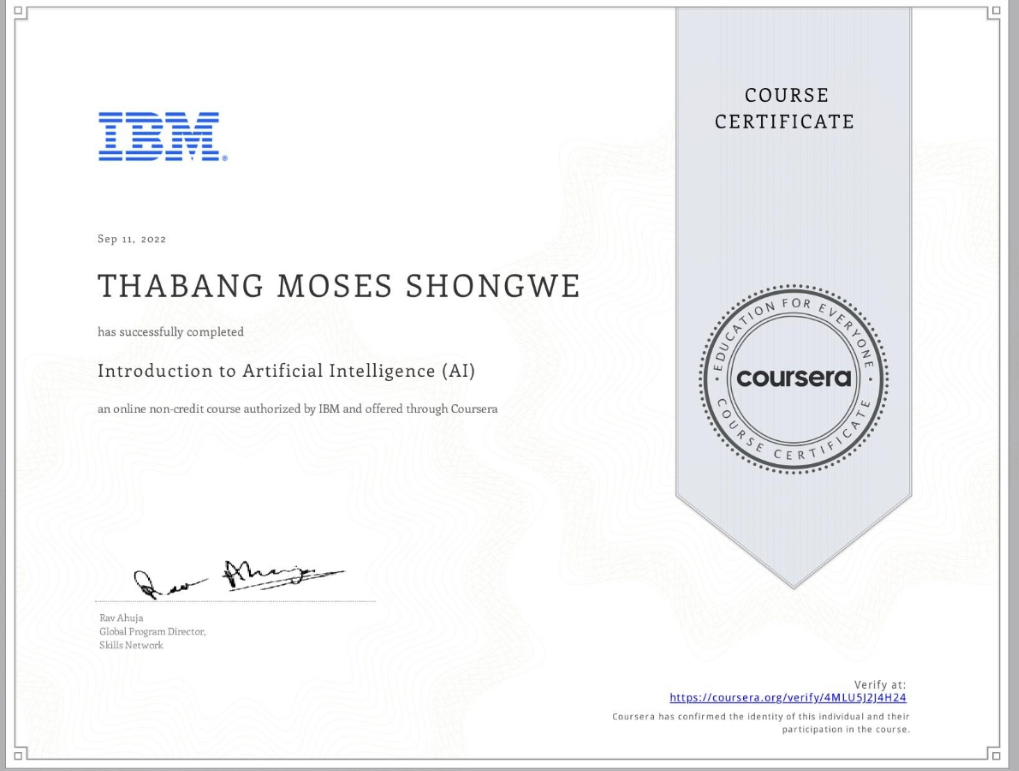 COURSE
CERTIFICATE
IBM®
Sep 11, 2022
THABANG MOSES SHONGWE
has successfully completed
Introduction to Artificial Intelligence (AI)
an online non-credit course authorized by IBM and offered through Coursera
EDUCATION FOR EVERYONE
coursera
COURSE CERTIFICATE
Rav Ahuja
Rav Ahuja
Global Program Director,
Skills Network
Verify at:
https://coursera.org/verify/4MLU5J2J4H24
Coursera has confirmed the identity of this individual and their
participation in the course.